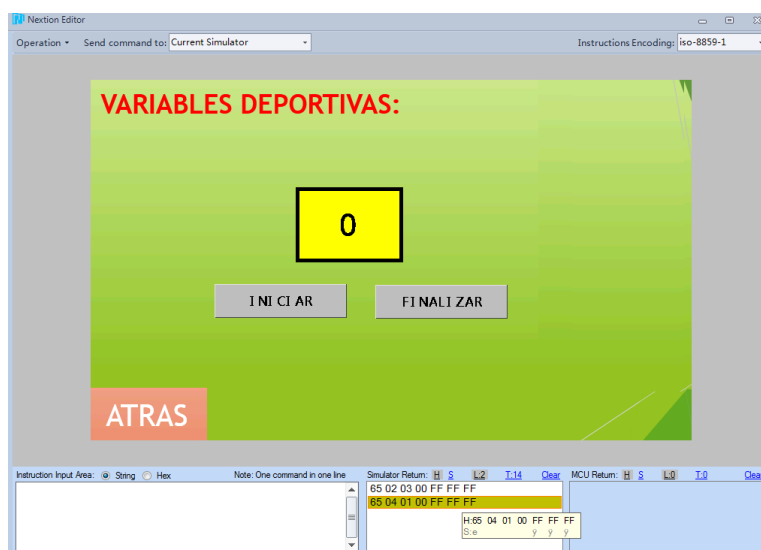 Nextion Editor
Operation Send command to: Current Simulator Instructions Encoding: iso-8859-1
VARIABLES DEPORTIVAS:
0
INICIAR FINALIZAR
ATRAS
Instruction Input Area: String Hex Note: One command in one line Simulator Return: H S L:2 T:14 Clear MCU Return: H S L:0 T:0 Clear
65 02 03 00 FF FF FF
65 04 01 00 FF FF FF
H:65 04 01 00 FF FF FF
S:e ÿ ÿ ÿ